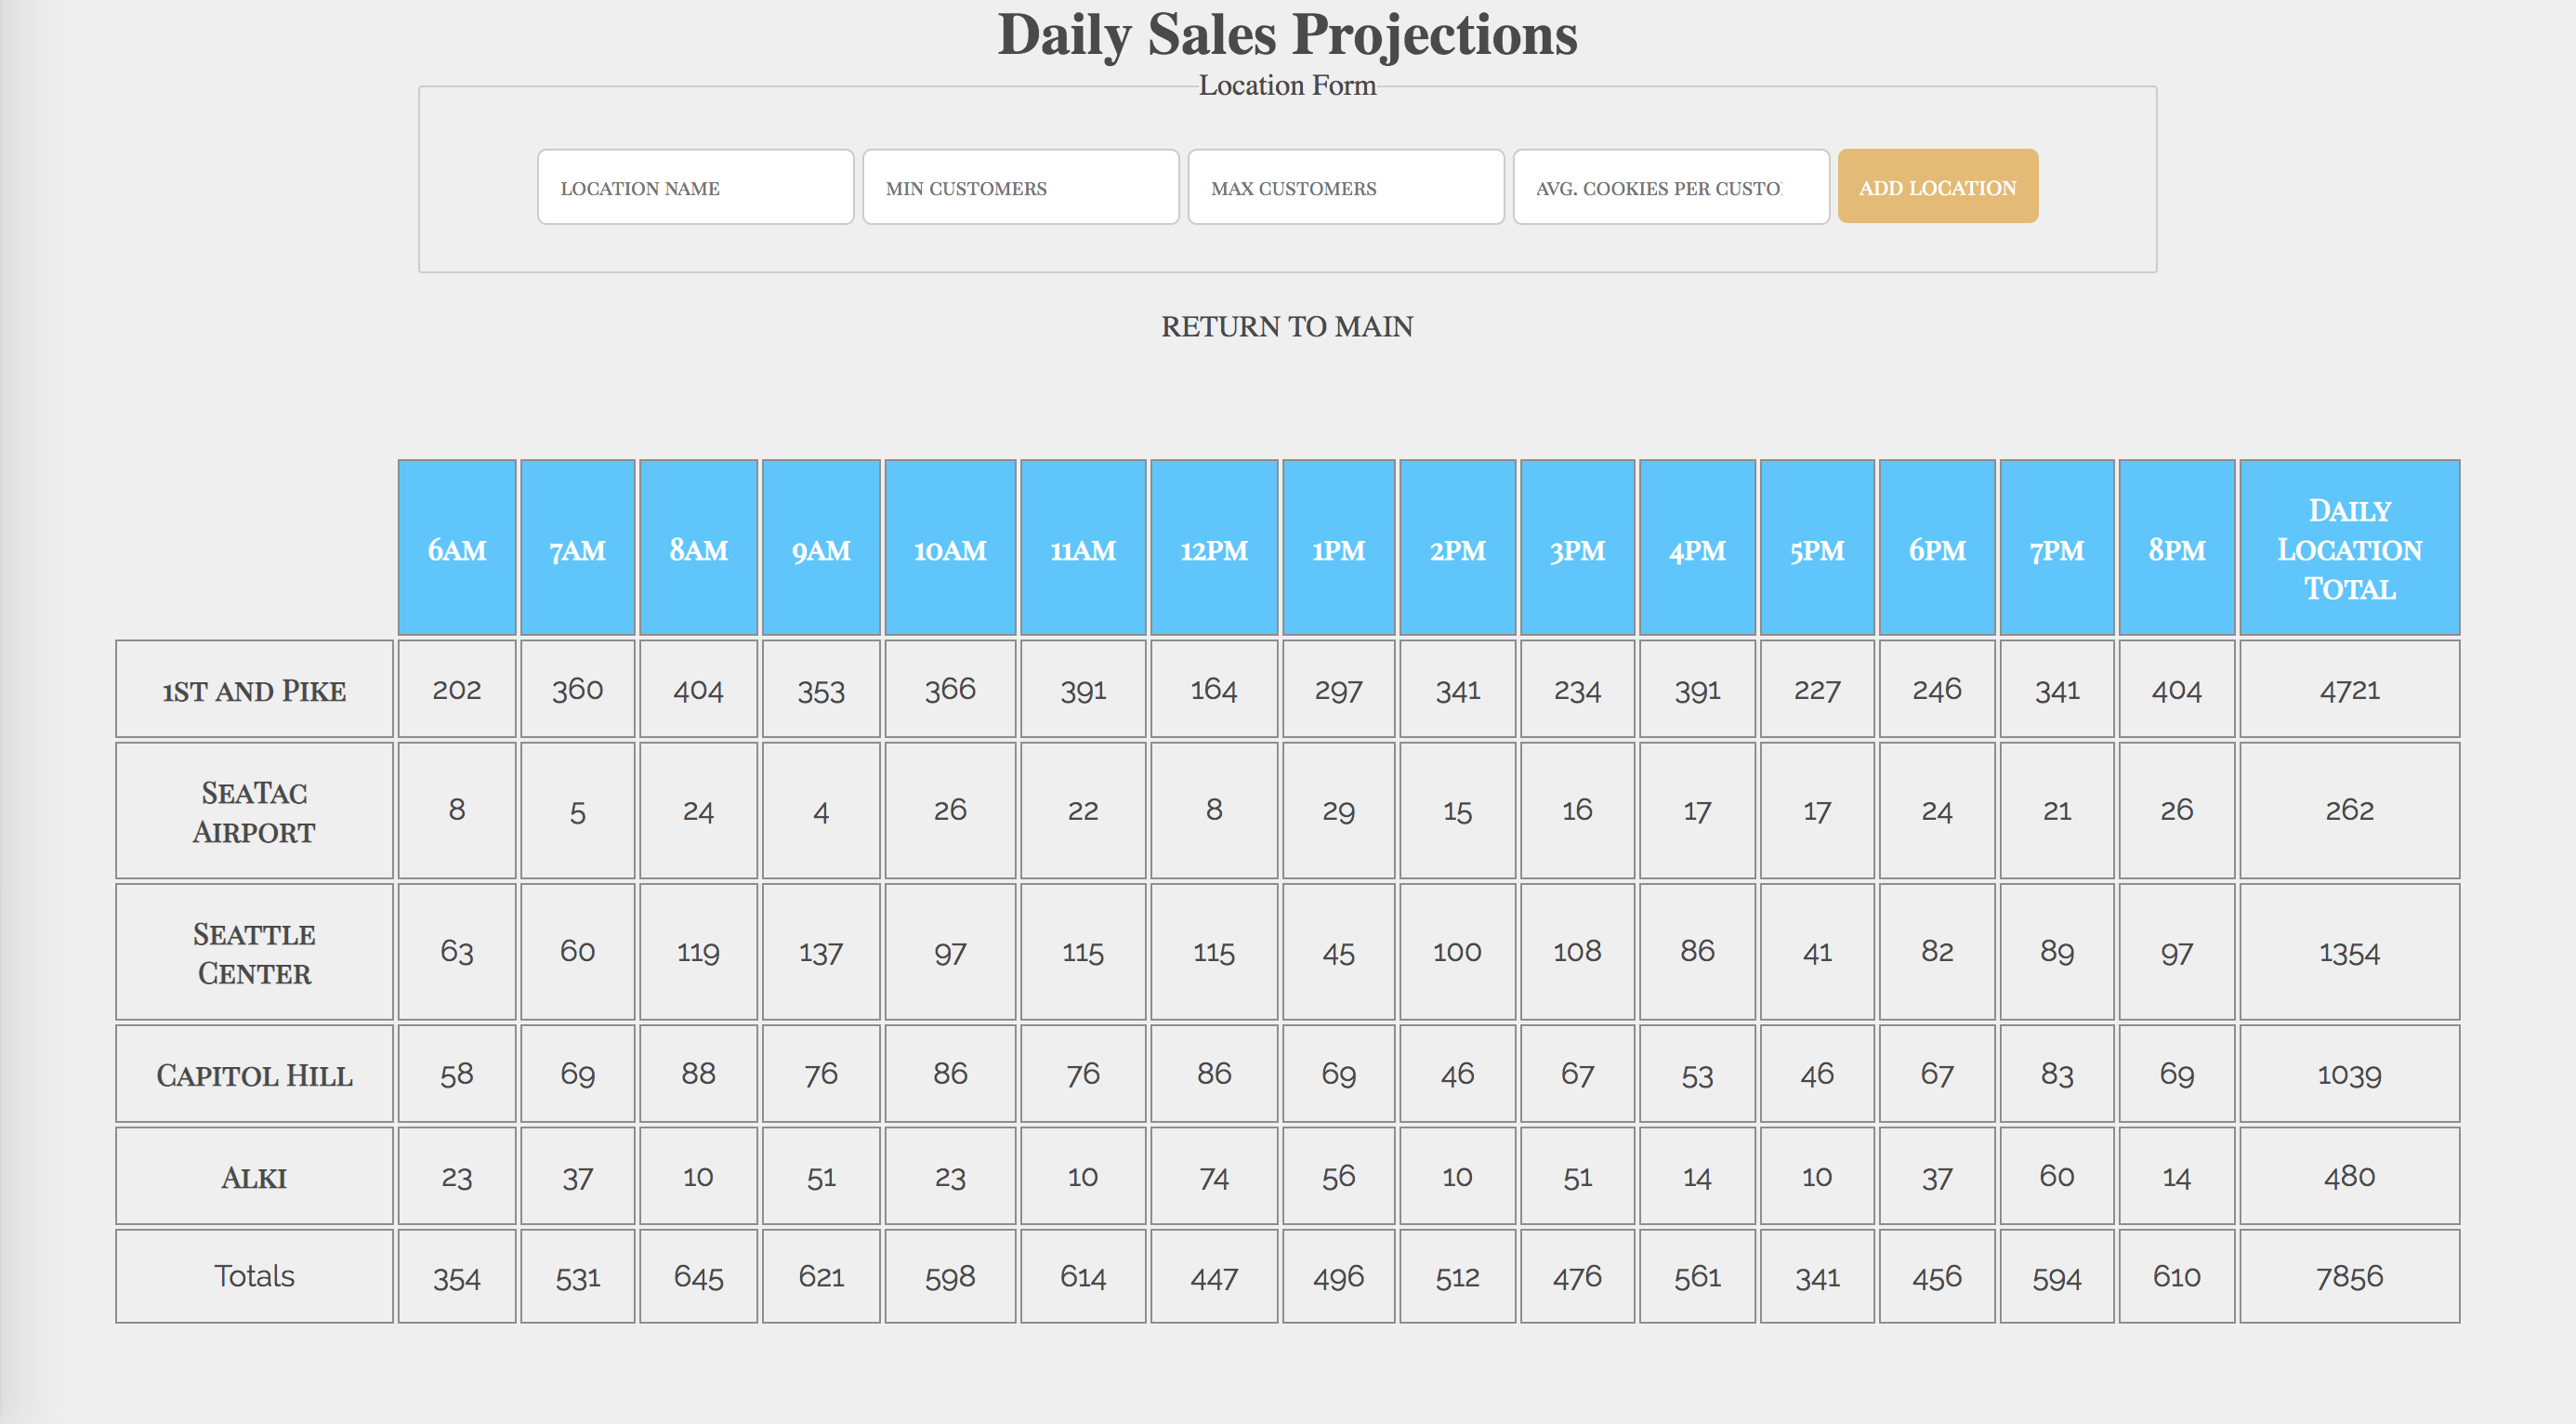 Daily Sales Projections
Location Form
LOCATION NAME MIN CUSTOMERS MAX CUSTOMERS AVG. COOKIES PER CUSTO ADD LOCATION
RETURN TO MAIN
6AM 7AM 8AM 9AM 10AM 11AM 12PM 1PM 2PM 3PM 4PM 5PM 6PM 7PM 8PM Daily Location Total
1st and Pike 202 360 404 353 366 391 164 297 341 234 391 227 246 341 404 4721
SeaTac Airport 8 5 24 4 26 22 8 29 15 16 17 17 24 21 26 262
Seattle Center 63 60 119 137 97 115 115 45 100 108 86 41 82 89 97 1354
Capitol Hill 58 69 88 76 86 76 86 69 46 67 53 46 67 83 69 1039
Alki 23 37 10 51 23 10 74 56 10 51 14 10 37 60 14 480
Totals 354 531 645 621 598 614 447 496 512 476 561 341 456 594 610 7856